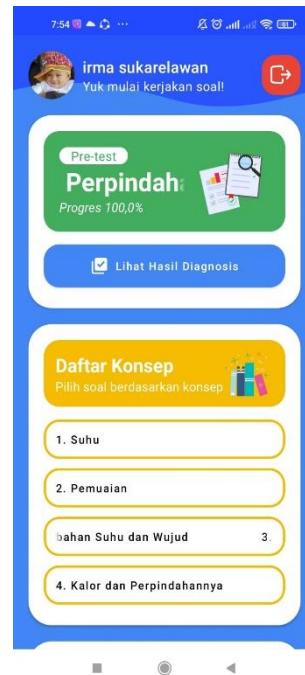 7:54
irma sukarelawan
Yuk mulai kerjakan soal!
Pre-test
Perpindah
Progres 100,0%
Lihat Hasil Diagnosis
Daftar Konsep
Pilih soal berdasarkan konsep
1. Suhu
2. Pemuaian
bahan Suhu dan Wujud 3.
4. Kalor dan Perpindahannya